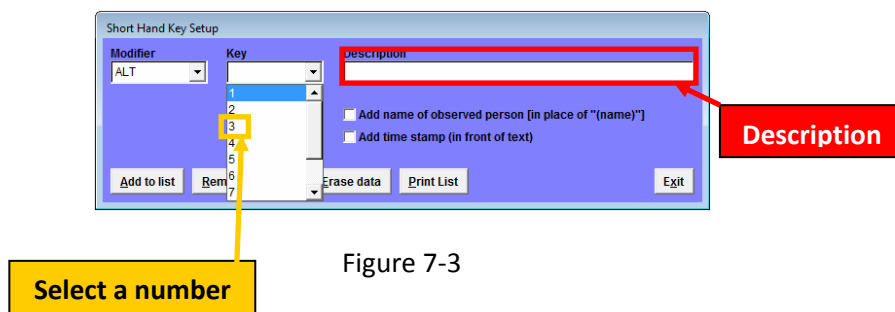 Short Hand Key Setup
Modifier Key Description
ALT
1
2
3
4
5
6
7
Add name of observed person [in place of "(name)"]
Add time stamp (in front of text)
Add to list Rem Erase data Print List Exit
Description
Select a number
Figure 7-3